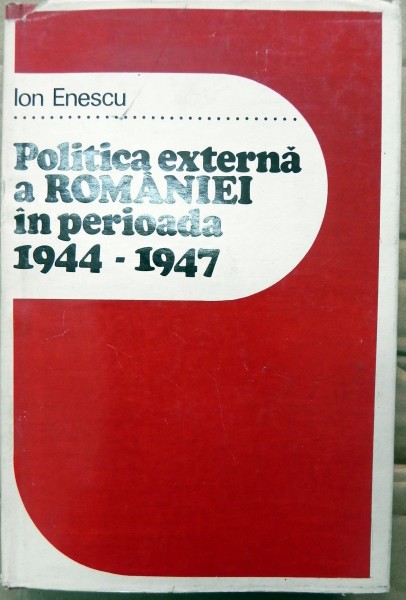 Ion Enescu
Politica externă
a ROMÂNIEI
în perioada
1944 - 1947